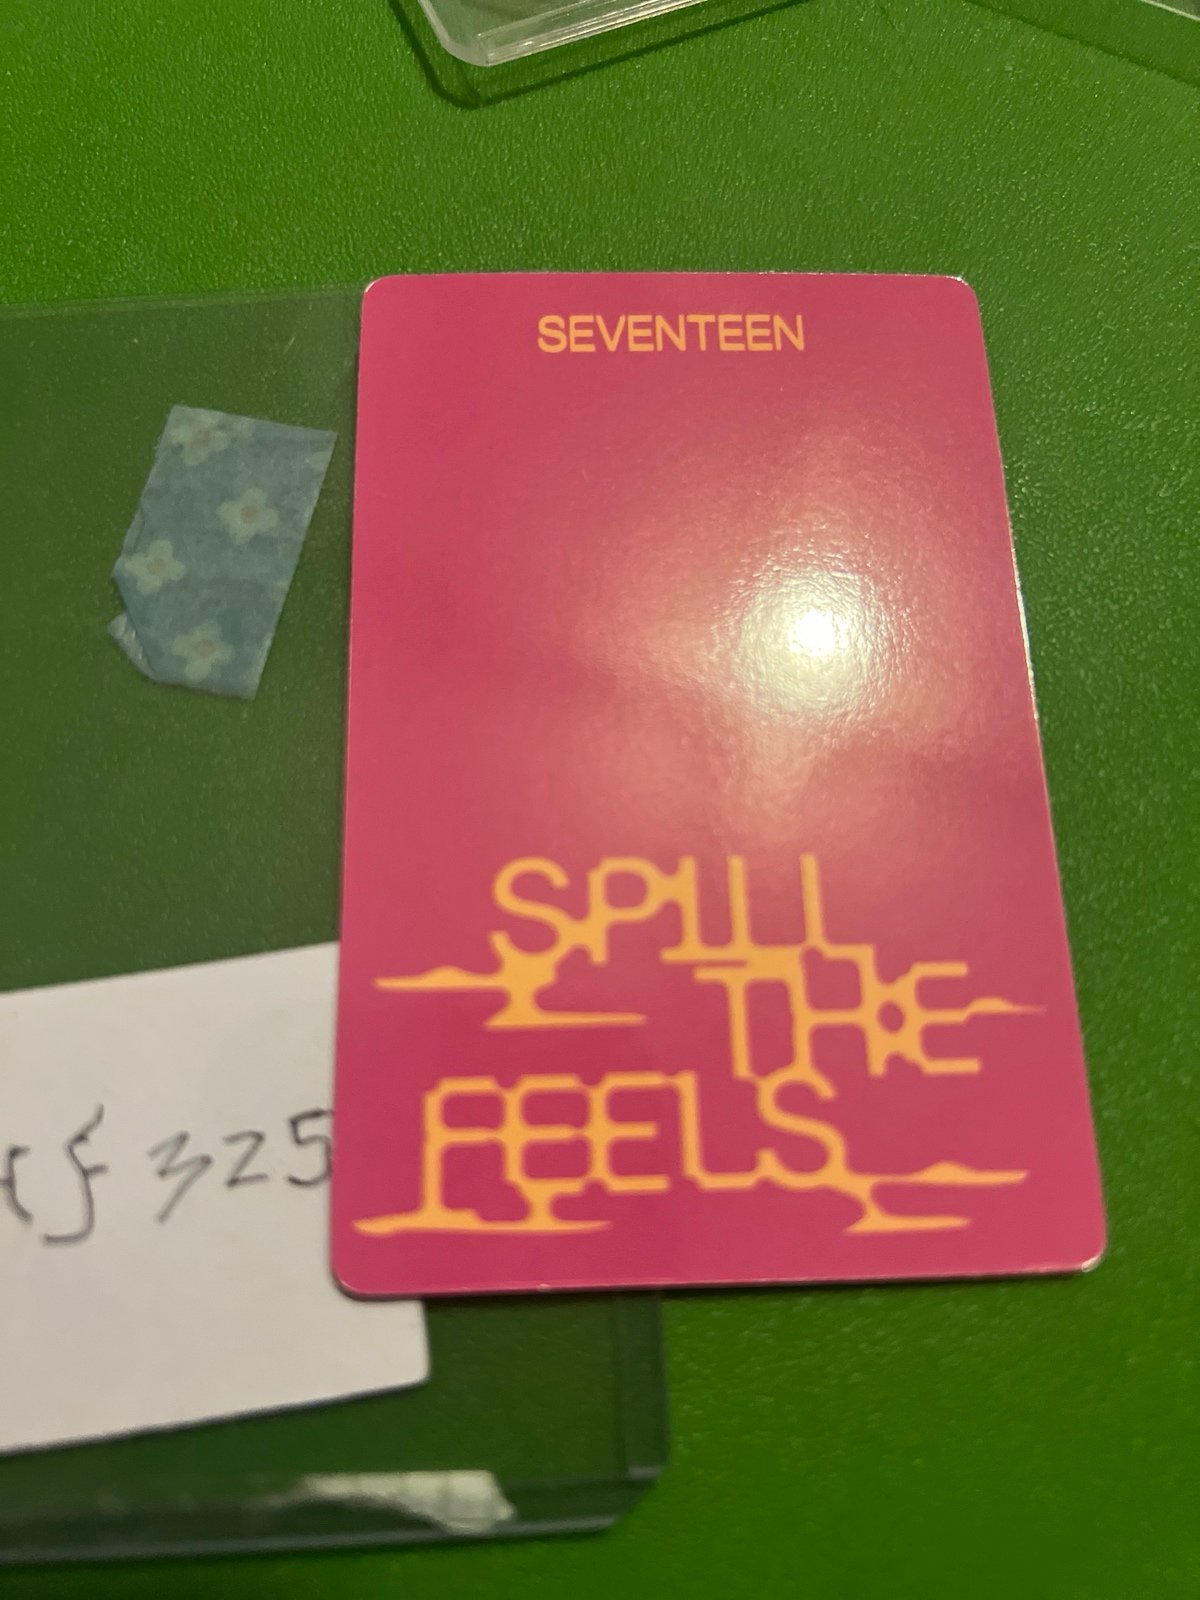 SEVENTEEN
SPILL
THE
FEELS
325